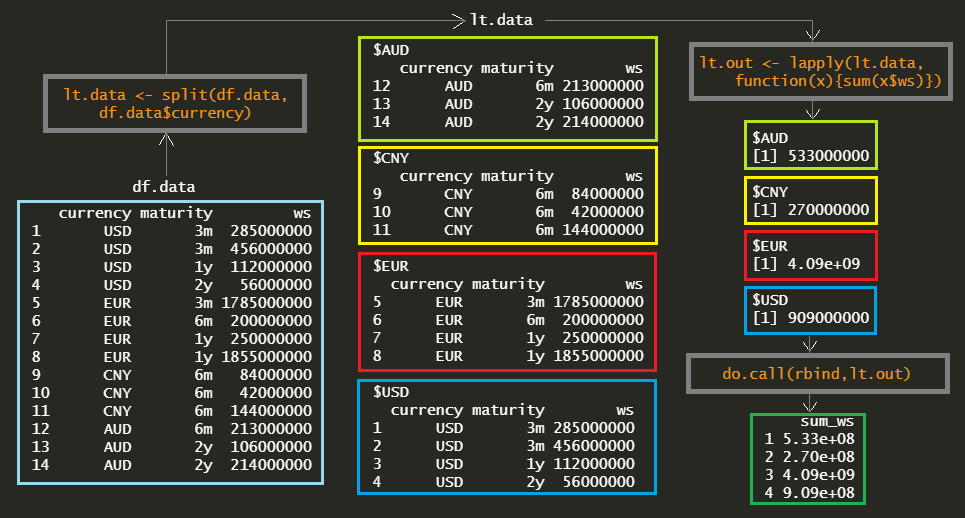 lt.data
lt.data <- split(df.data,
df.data$currency)
df.data
currency maturity ws
1 USD 3m 285000000
2 USD 3m 456000000
3 USD 1y 112000000
4 USD 2y 56000000
5 EUR 3m 1785000000
6 EUR 6m 200000000
7 EUR 1y 250000000
8 EUR 1y 1855000000
9 CNY 6m 84000000
10 CNY 6m 42000000
11 CNY 6m 144000000
12 AUD 6m 213000000
13 AUD 2y 106000000
14 AUD 2y 214000000
$AUD
currency maturity ws
12 AUD 6m 213000000
13 AUD 2y 106000000
14 AUD 2y 214000000
$CNY
currency maturity ws
9 CNY 6m 84000000
10 CNY 6m 42000000
11 CNY 6m 144000000
$EUR
currency maturity ws
5 EUR 3m 1785000000
6 EUR 6m 200000000
7 EUR 1y 250000000
8 EUR 1y 1855000000
$USD
currency maturity ws
1 USD 3m 285000000
2 USD 3m 456000000
3 USD 1y 112000000
4 USD 2y 56000000
lt.out <- lapply(lt.data,
function(x){sum(x$ws)})
$AUD
[1] 533000000
$CNY
[1] 270000000
$EUR
[1] 4.09e+09
$USD
[1] 909000000
do.call(rbind,lt.out)
sum_ws
1 5.33e+08
2 2.70e+08
3 4.09e+09
4 9.09e+08